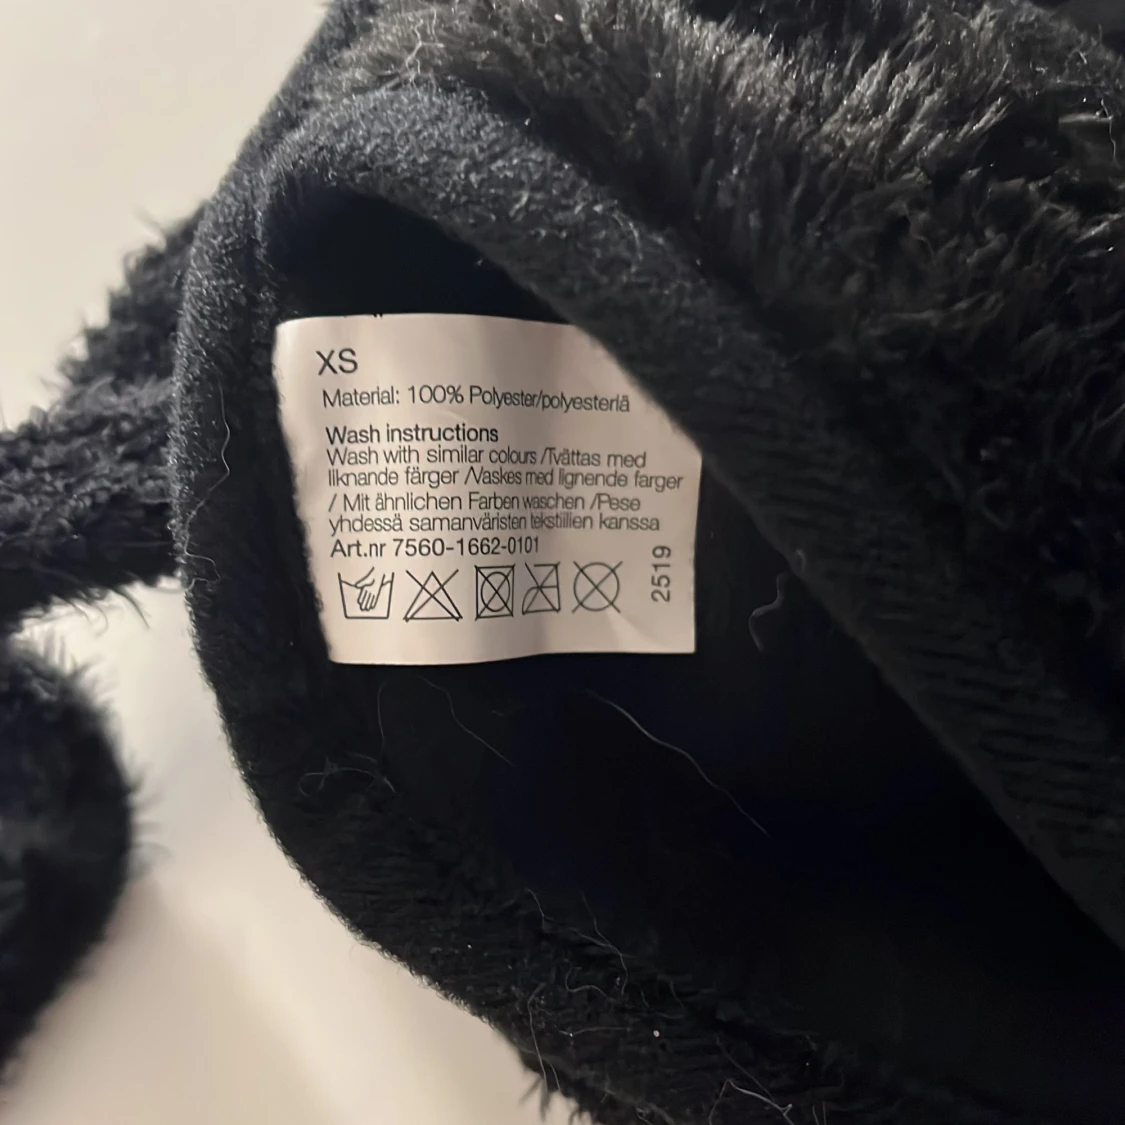 XS
Material: 100% Polyester/polyesteriä
Wash instructions
Wash with similar colours /Tvättas med
liknande färger /Vaskes med lignende farger
/ Mit ähnlichen Farben waschen /Pese
yhdessä samanväristen tekstiilien kanssa
Art.nr 7560-1662-0101
2519